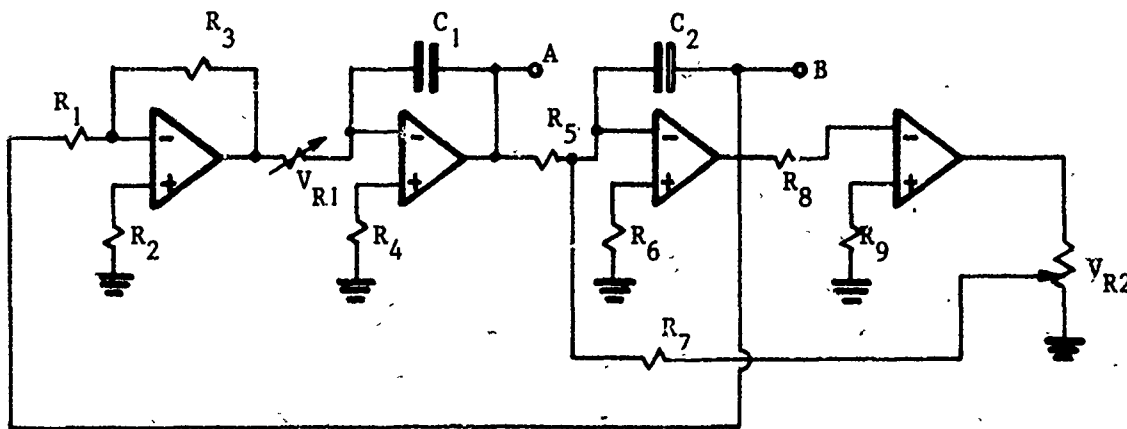 R3
C1
A
C2
B
R1
R5
−
−
−
−
+
+
+
+
VR1
R8
R2
R4
R6
R9
VR2
R7